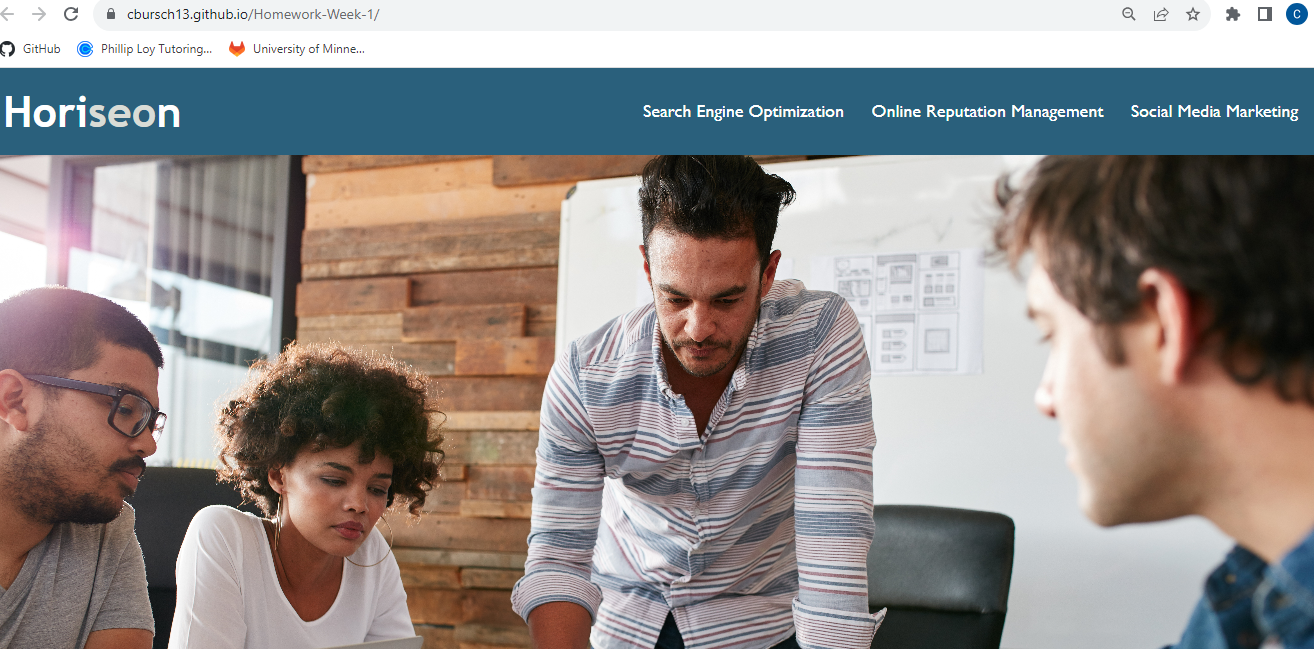 cbursch13.github.io/Homework-Week-1/
C
GitHub
Phillip Loy Tutoring...
University of Minne...
Horiseon
Search Engine Optimization
Online Reputation Management
Social Media Marketing